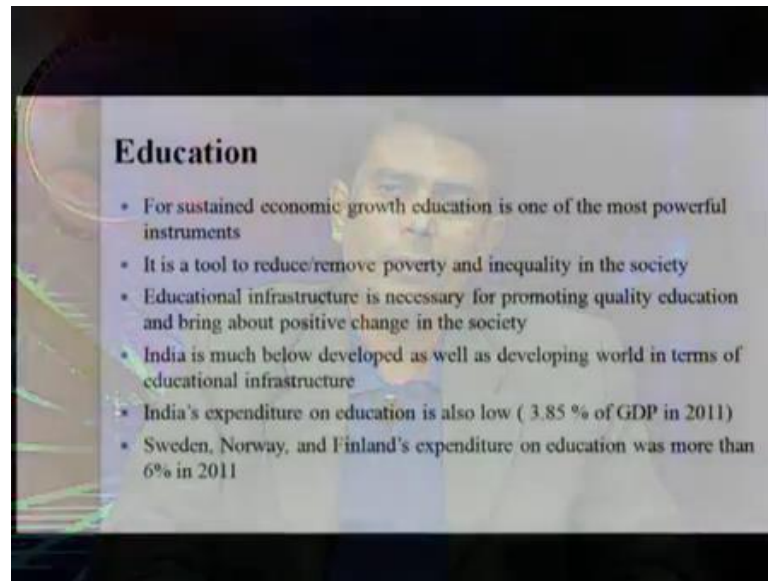 Education
• For sustained economic growth education is one of the most powerful
instruments
• It is a tool to reduce/remove poverty and inequality in the society
• Educational infrastructure is necessary for promoting quality education
and bring about positive change in the society
• India is much below developed as well as developing world in terms of
educational infrastructure
• India's expenditure on education is also low ( 3.85 % of GDP in 2011)
• Sweden, Norway, and Finland's expenditure on education was more than
6% in 2011